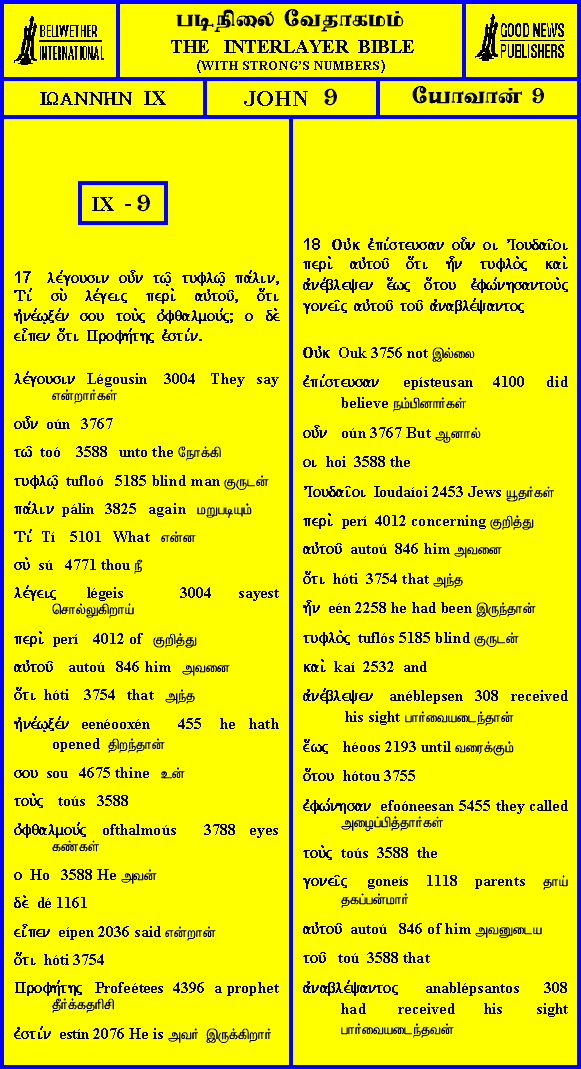 BELLWETHER
INTERNATIONAL
படிநிலை வேதாகமம்
THE INTERLAYER BIBLE
(WITH STRONG'S NUMBERS)
GOOD NEWS
PUBLISHERS
ΙΩΑΝΝΗΝ IX
JOHN 9
யோவான் 9
IX - 9
17 λέγουσιν οὖν τῶ τυφλῶ πάλιν,
Τί σὺ λέγεις περὶ αὐτοῦ, ὅτι
ἠνέῳξέν σου τοὺς ὀφθαλμούς; ο δὲ
εἶπεν ὅτι Προφήτης ἐστίν.
λέγουσιν Légousin 3004 They say
என்றார்கள்
οὖν oún 3767
τῶ toó 3588 unto the நோக்கி
τυφλῶ tufloó 5185 blind man குருடன்
πάλιν pálin 3825 again மறுபடியும்
Τί Tí 5101 What என்ன
σὺ sú 4771 thou நீ
λέγεις légeis 3004 sayest
சொல்லுகிறாய்
περὶ perí 4012 of குறித்து
αὐτοῦ autoú 846 him அவனை
ὅτι hóti 3754 that அந்த
ἠνέῳξέν eenéooxén 455 he hath
opened திறந்தான்
σου sou 4675 thine உன்
τοὺς toús 3588
ὀφθαλμούς ofthalmoús 3788 eyes
கண்கள்
ο Ho 3588 He அவன்
δὲ dé 1161
εἶπεν eípen 2036 said என்றான்
ὅτι hóti 3754
Προφήτης Profeétees 4396 a prophet
தீர்க்கதரிசி
ἐστίν estín 2076 He is அவர் இருக்கிறார்
18 Οὐκ ἐπίστευσαν οὖν οι Ἰουδαῖοι
περὶ αὐτοῦ ὅτι ἦν τυφλὸς καὶ
ἀνέβλεψεν ἕως ὅτου ἐφώνησαντοὺς
γονεῖς αὐτοῦ τοῦ ἀναβλέψαντος
Οὐκ Ouk 3756 not இல்லை
ἐπίστευσαν epísteusan 4100 did
believe நம்பினார்கள்
οὖν oún 3767 But ஆனால்
οι hoi 3588 the
Ἰουδαῖοι Ioudaíoi 2453 Jews யூதர்கள்
περὶ perí 4012 concerning குறித்து
αὐτοῦ autoú 846 him அவனை
ὅτι hóti 3754 that அந்த
ἦν eén 2258 he had been இருந்தான்
τυφλὸς tuflós 5185 blind குருடன்
καὶ kaí 2532 and
ἀνέβλεψεν anéblepsen 308 received
his sight பார்வையடைந்தான்
ἕως héoos 2193 until வரைக்கும்
ὅτου hótou 3755
ἐφώνησαν efoóneesan 5455 they called
அழைப்பித்தார்கள்
τοὺς toús 3588 the
γονεῖς goneís 1118 parents தாய்
தகப்பன்மார்
αὐτοῦ autoú 846 of him அவனுடைய
τοῦ toú 3588 that
ἀναβλέψαντος anablépsantos 308
had received his sight
பார்வையடைந்தவன்